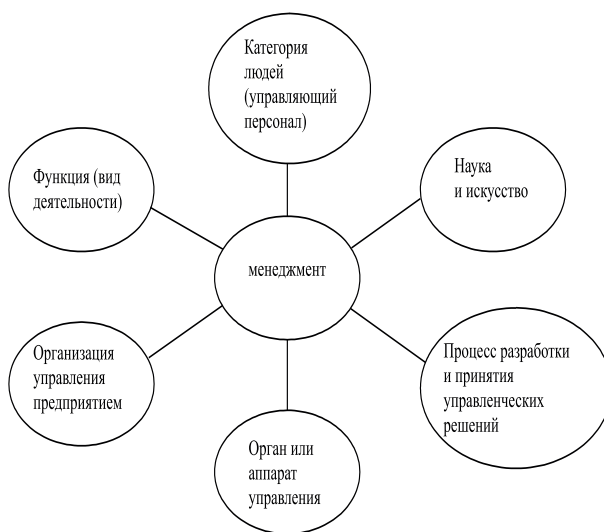 Категория
людей
(управляющий
персонал)
Функция (вид
деятельности)
Наука
и искусство
менеджмент
Организация
управления
предприятием
Процесс разработки
и принятия
управленческих
решений
Орган или
аппарат
управления